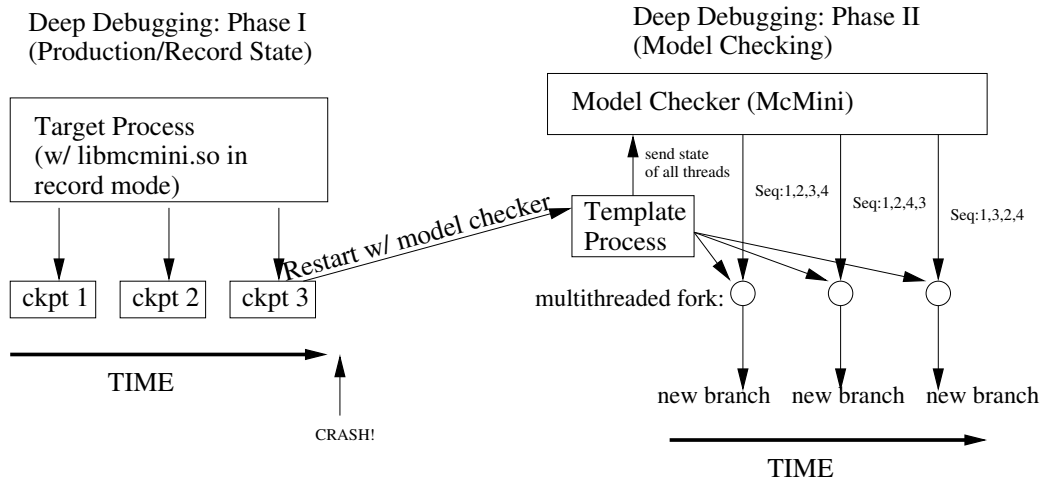 Deep Debugging: Phase I
(Production/Record State)
Target Process
(w/ libmcmini.so in
record mode)
ckpt 1
ckpt 2
ckpt 3
TIME
CRASH!
Restart w/ model checker
Deep Debugging: Phase II
(Model Checking)
Model Checker (McMini)
send state
of all threads
Seq:1,2,3,4
Seq:1,2,4,3
Seq:1,3,2,4
Template
Process
multithreaded fork:
new branch
new branch
new branch
TIME